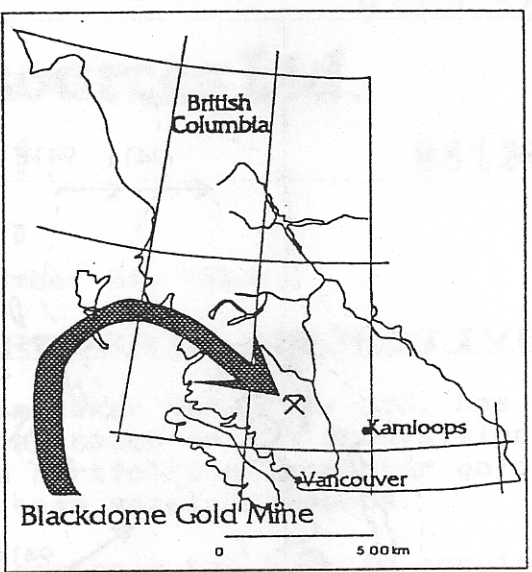 British
Columbia
Kamloops
Vancouver
Blackdome Gold Mine
0 500km